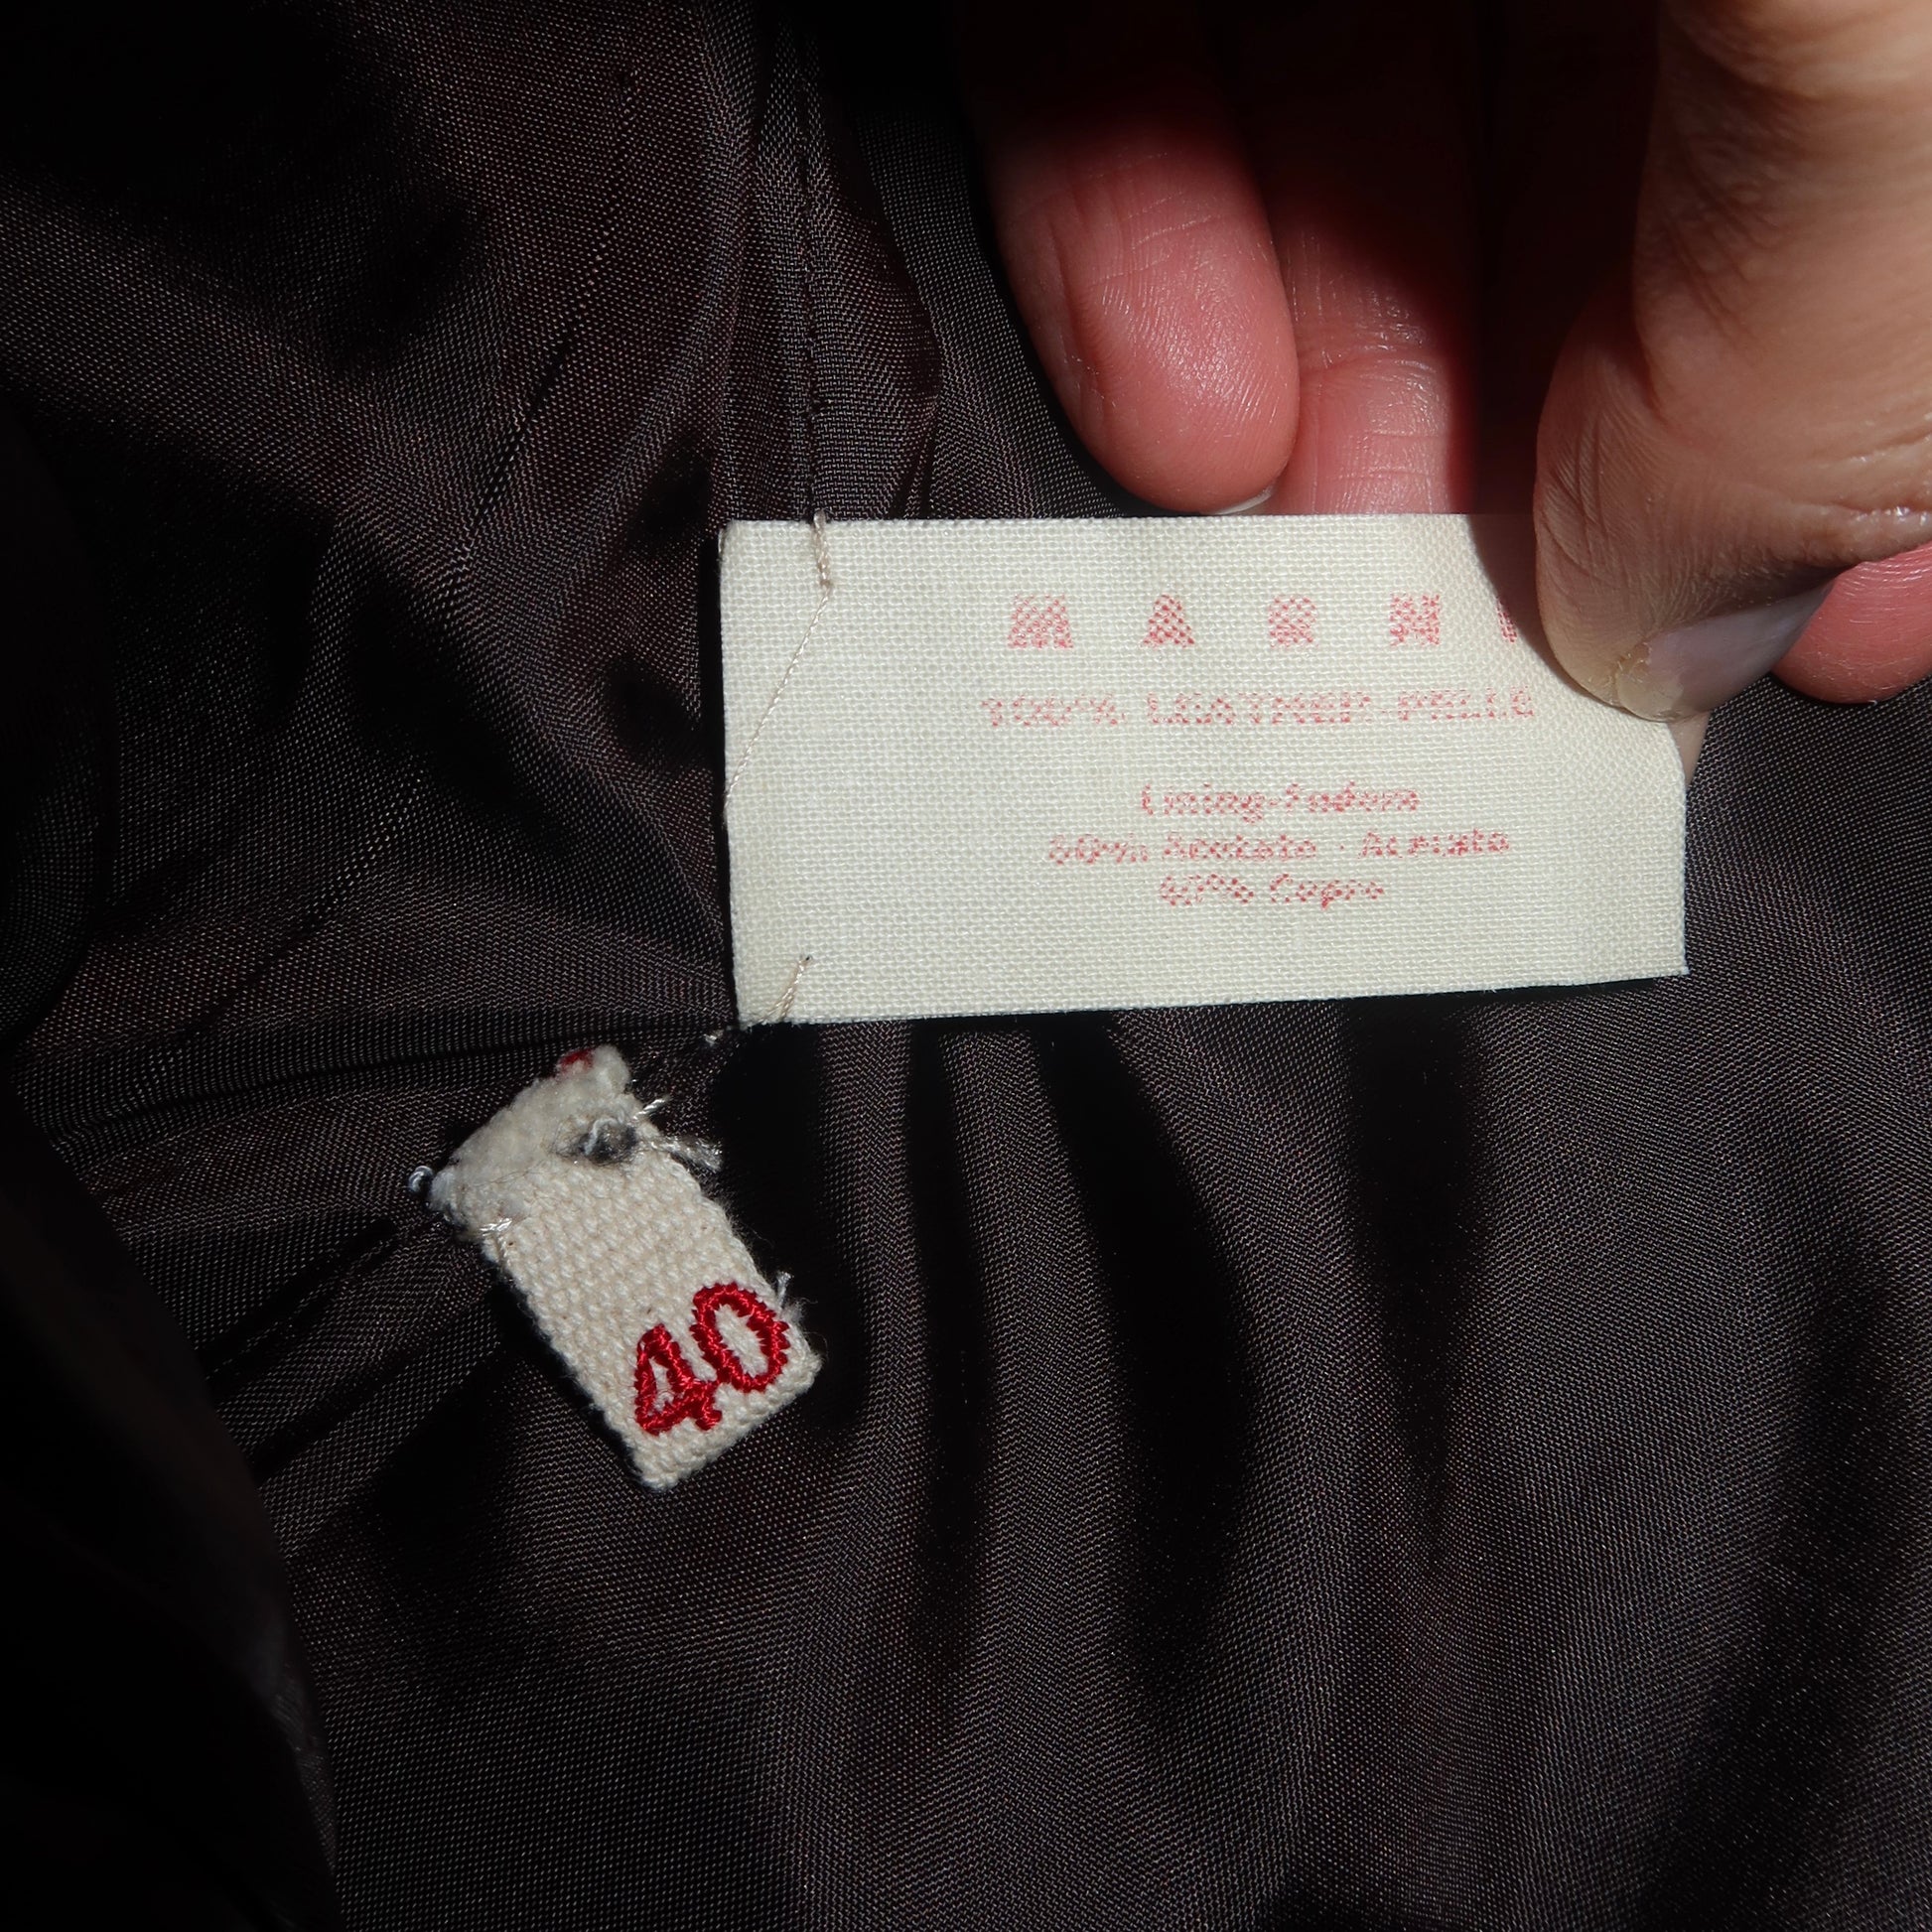 MARNI
100% LEATHER-PELLE
Lining-Fodera
60% Acetate - Acetato
40% Cupro
40